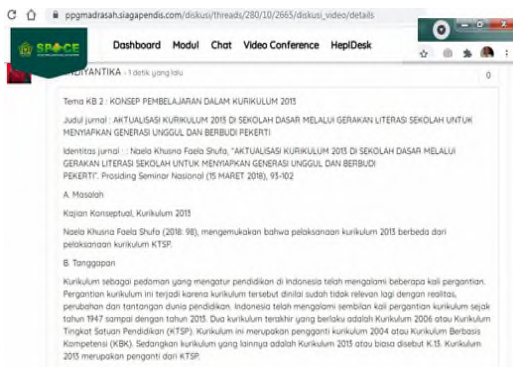 ppgmadrasah.siagapendis.com/diskusi/threads/280/10/2665/diskusi_video/details
SPACE
Dashboard Modul Chat Video Conference HeplDesk
DIYANTIKA - 1 detik yang lalu
0
Tema KB 2 : KONSEP PEMBELAJARAN DALAM KURIKULUM 2013
Judul jurnal : AKTUALISASI KURIKULUM 2013 DI SEKOLAH DASAR MELALUI GERAKAN LITERASI SEKOLAH UNTUK
MENYIAPKAN GENERASI UNGGUL DAN BERBUDI PEKERTI
Identitas jurnal : : Naela Khusna Faela Shufa, "AKTUALISASI KURIKULUM 2013 DI SEKOLAH DASAR MELALUI
GERAKAN LITERASI SEKOLAH UNTUK MENYIAPKAN GENERASI UNGGUL DAN BERBUDI
PEKERTI". Prosiding Seminar Nasional (15 MARET 2018), 93-102
A. Masalah
Kajian Konseptual, Kurikulum 2013
Naela Khusna Faela Shufa (2018: 98), mengemukakan bahwa pelaksanaan kurikulum 2013 berbeda dari
pelaksanaan kurikulum KTSP.
B. Tanggapan
Kurikulum sebagai pedoman yang mengatur pendidikan di Indonesia telah mengalami beberapa kali pergantian.
Pergantian kurikulum ini terjadi karena kurikulum tersebut dinilai sudah tidak relevan lagi dengan realitas,
perubahan dan tantangan dunia pendidikan. Indonesia telah mengalami sembilan kali pergantian kurikulum sejak
tahun 1947 sampai dengan tahun 2013. Dua kurikulum terakhir yang berlaku adalah Kurikulum 2006 atau Kurikulum
Tingkat Satuan Pendidikan (KTSP). Kurikulum ini merupakan pengganti kurikulum 2004 atau Kurikulum Berbasis
Kompetensi (KBK). Sedangkan kurikulum yang lainnya adalah Kurikulum 2013 atau biasa disebut K.13. Kurikulum
2013 merupakan penganti dari KTSP.